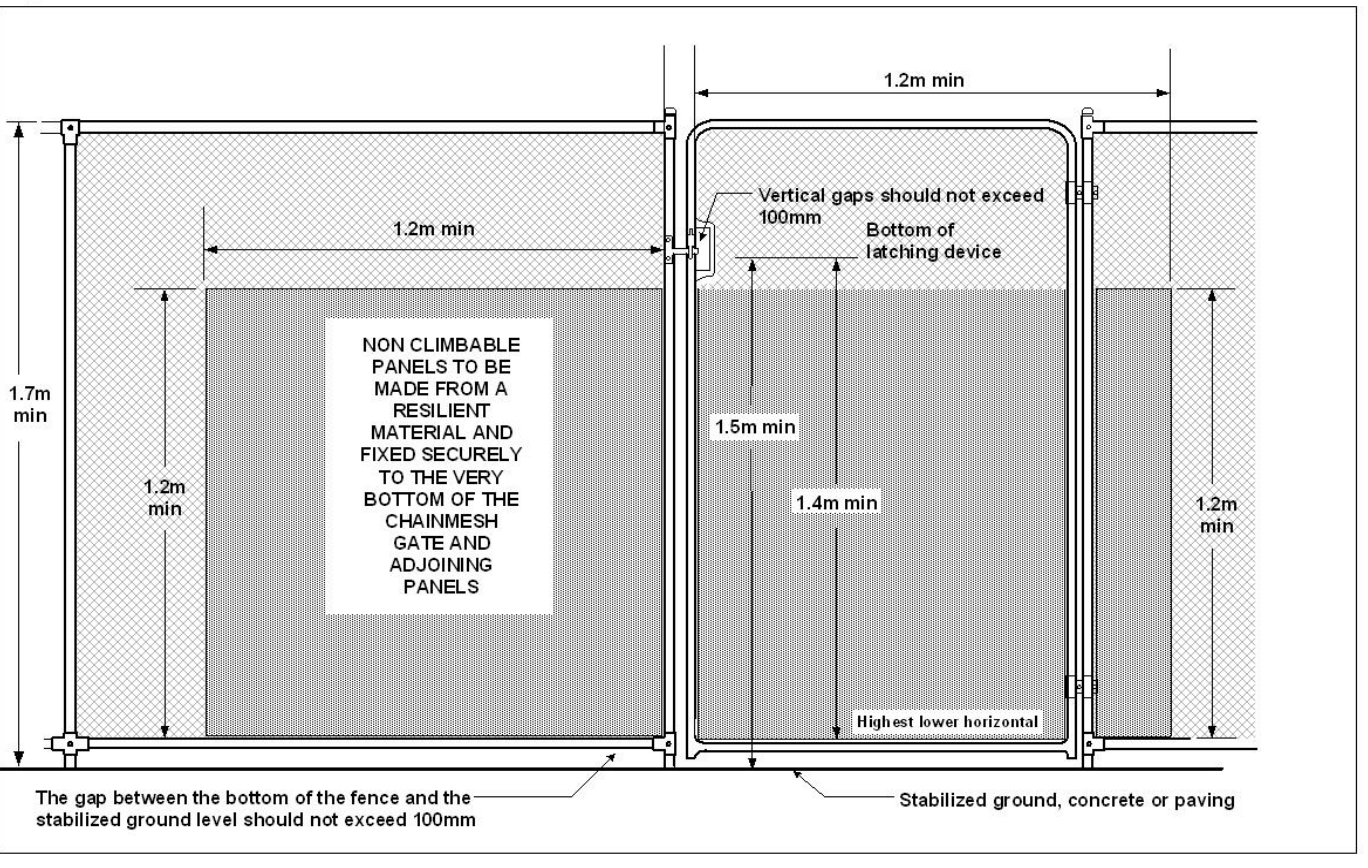 1.2m min
Vertical gaps should not exceed
100mm
1.2m min
Bottom of
latching device
NON CLIMBABLE
PANELS TO BE
MADE FROM A
RESILIENT
MATERIAL AND
FIXED SECURELY
TO THE VERY
BOTTOM OF THE
CHAINMESH
GATE AND
ADJOINING
PANELS
1.7m
min
1.5m min
1.2m
min
1.4m min
1.2m
min
Highest lower horizontal
The gap between the bottom of the fence and the
stabilized ground level should not exceed 100mm
Stabilized ground, concrete or paving